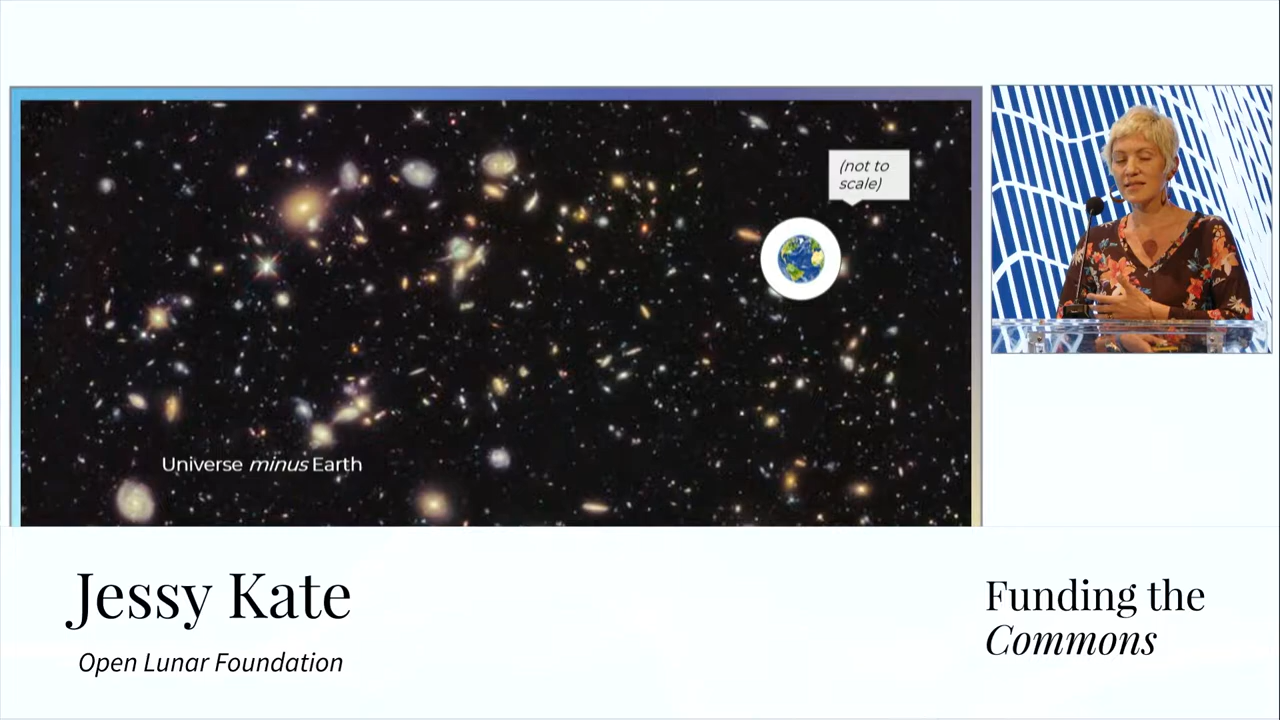 (not to
scale)
Universe minus Earth
Jessy Kate
Open Lunar Foundation
Funding the
Commons